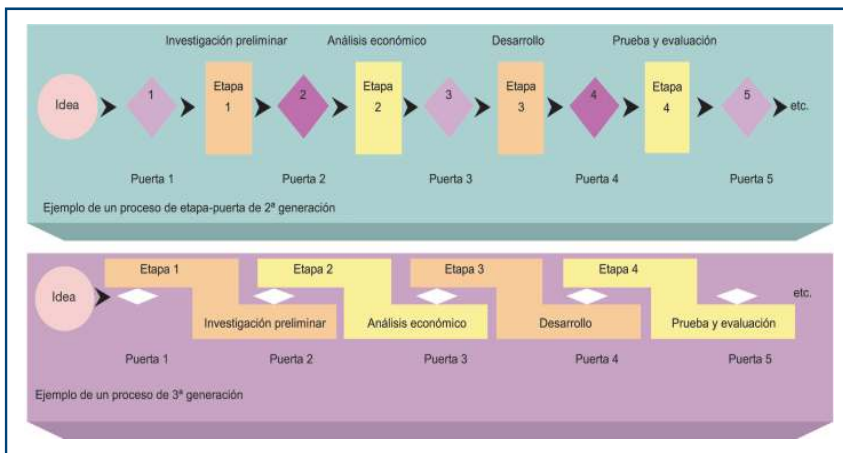 Investigación preliminar Análisis económico Desarrollo Prueba y evaluación
Idea 1 Etapa 1 2 Etapa 2 3 Etapa 3 4 Etapa 4 5 etc.
Puerta 1 Puerta 2 Puerta 3 Puerta 4 Puerta 5
Ejemplo de un proceso de etapa-puerta de 2ª generación
Etapa 1 Etapa 2 Etapa 3 Etapa 4
Idea etc.
Investigación preliminar Análisis económico Desarrollo Prueba y evaluación
Puerta 1 Puerta 2 Puerta 3 Puerta 4 Puerta 5
Ejemplo de un proceso de 3ª generación